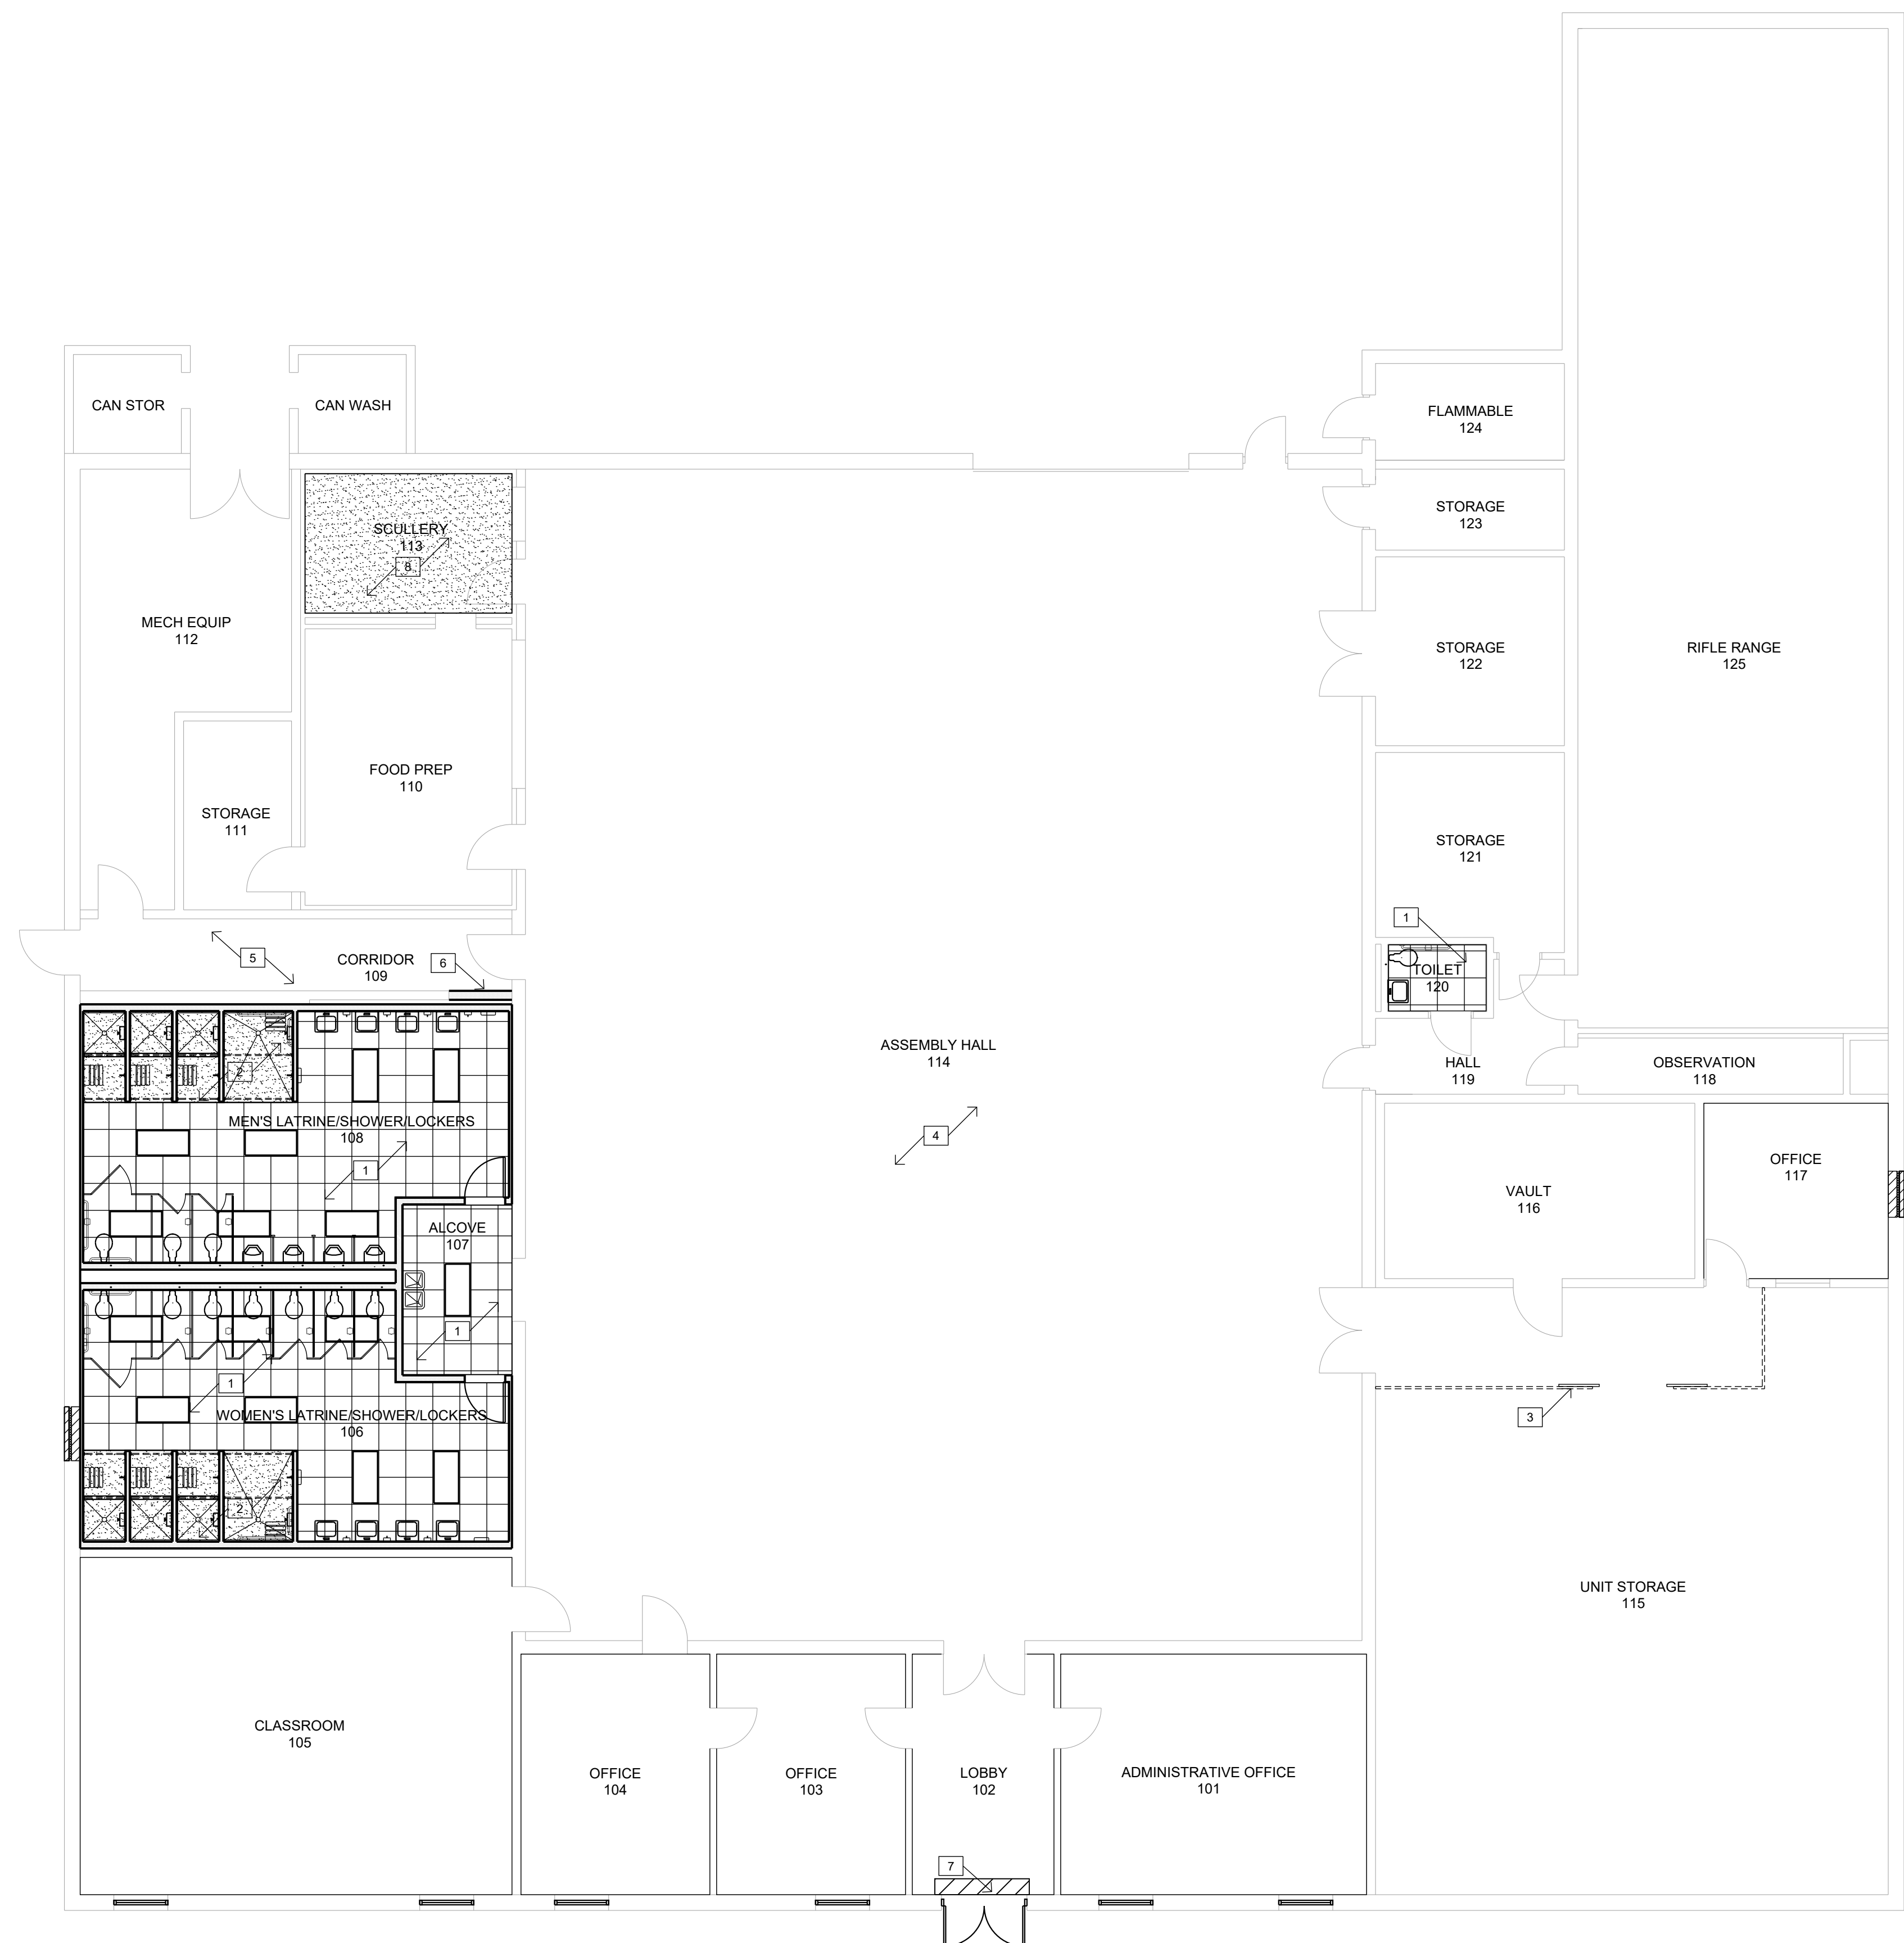 CAN STOR
CAN WASH
FLAMMABLE
124
SCULLERY
113
8
STORAGE
123
MECH EQUIP
112
STORAGE
122
RIFLE RANGE
125
FOOD PREP
110
STORAGE
111
STORAGE
121
1
5
CORRIDOR
109
6
TOILET
120
ASSEMBLY HALL
114
4
HALL
119
OBSERVATION
118
2
MEN'S LATRINE/SHOWER/LOCKERS
108
1
OFFICE
117
VAULT
116
ALCOVE
107
1
1
WOMEN'S LATRINE/SHOWER/LOCKERS
106
3
2
UNIT STORAGE
115
CLASSROOM
105
OFFICE
104
OFFICE
103
LOBBY
102
ADMINISTRATIVE OFFICE
101
7